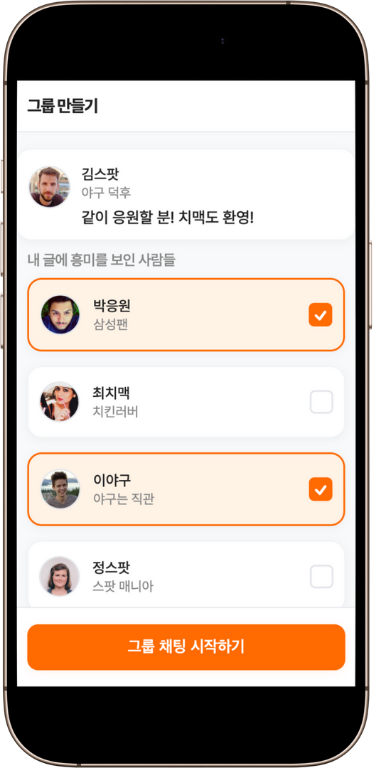 그룹 만들기
김스팟
야구 덕후
같이 응원할 분! 치맥도 환영!
내 글에 흥미를 보인 사람들
박응원
삼성팬
최치맥
치킨러버
이야구
야구는 직관
정스팟
스팟 매니아
그룹 채팅 시작하기